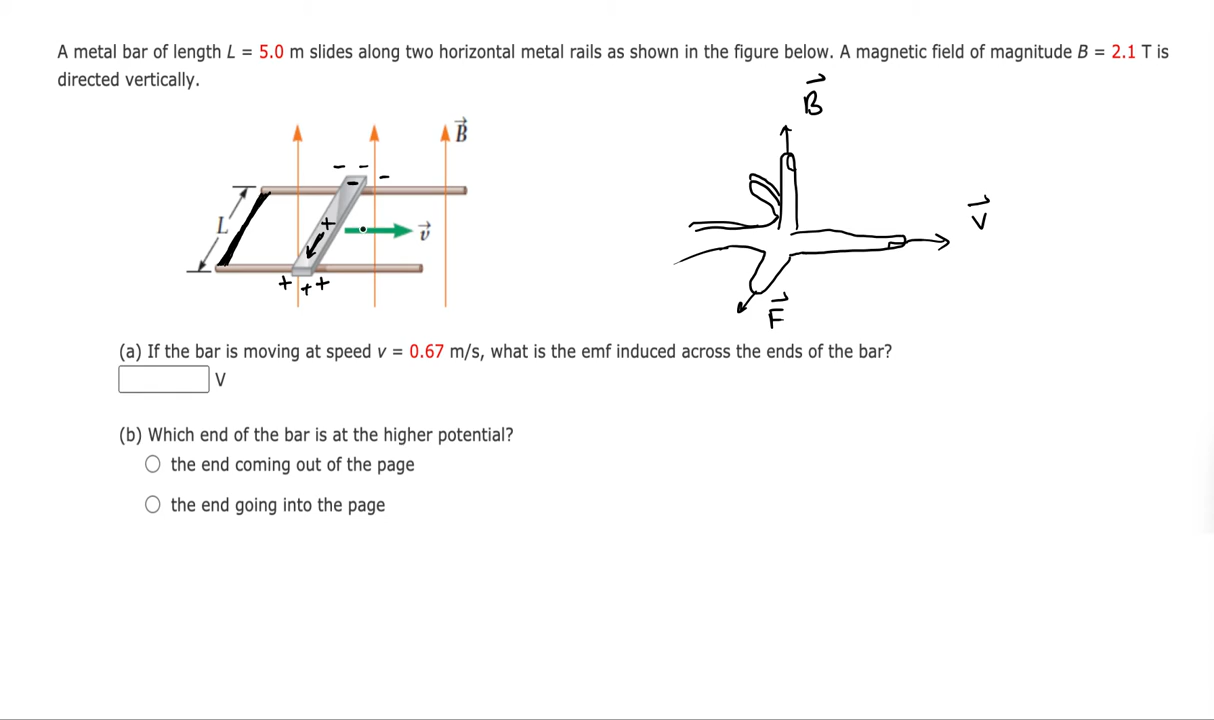 A metal bar of length L = 5.0 m slides along two horizontal metal rails as shown in the figure below. A magnetic field of magnitude B = 2.1 T is
directed vertically.
B
B
- - -
-
L
+
v
v
+ + +
F
(a) If the bar is moving at speed v = 0.67 m/s, what is the emf induced across the ends of the bar?
V
(b) Which end of the bar is at the higher potential?
the end coming out of the page
the end going into the page